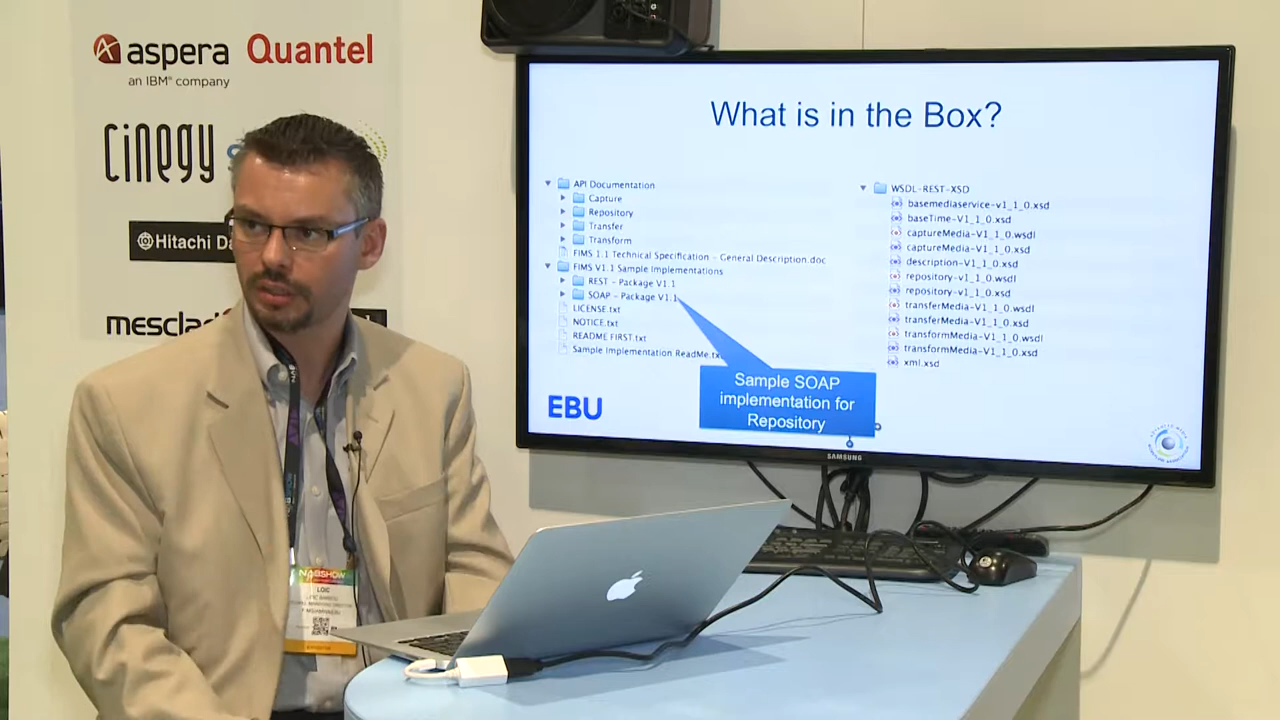 aspera
an IBM® company
Quantel
cinegy
Hitachi Da
mesclad
What is in the Box?
API Documentation
Capture
Repository
Transfer
Transform
FIMS 1.1 Technical Specification - General Description.doc
FIMS V1.1 Sample Implementations
REST - Package V1.1
SOAP - Package V1.1
LICENSE.txt
NOTICE.txt
README FIRST.txt
Sample Implementation ReadMe.tx
WSDL-REST-XSD
basemediaservice-v1_1_0.xsd
baseTime-V1_1_0.xsd
captureMedia-V1_1_0.wsdl
captureMedia-V1_1_0.xsd
description-V1_1_0.xsd
repository-v1_1_0.wsdl
repository-v1_1_0.xsd
transferMedia-v1_1_0.wsdl
transferMedia-V1_1_0.xsd
transformMedia-v1_1_0.wsdl
transformMedia-V1_1_0.xsd
xml.xsd
Sample SOAP
implementation for
Repository
EBU
SAMSUNG
NABSHOW
LOIC